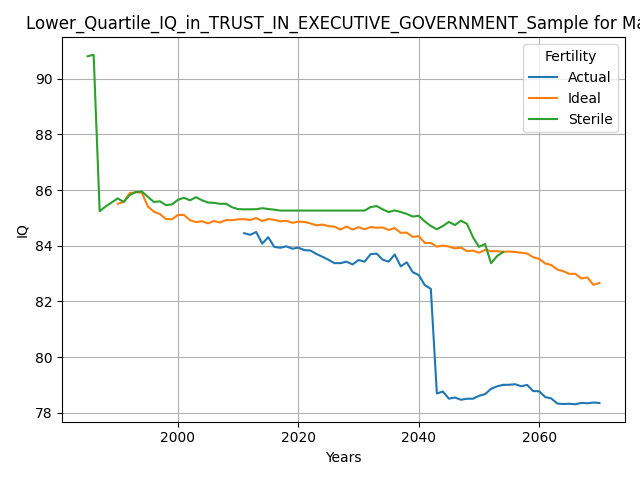 Lower_Quartile_IQ_in_TRUST_IN_EXECUTIVE_GOVERNMENT_Sample for Ma
Fertility
Actual
Ideal
Sterile
90
88
86
84
82
80
78
IQ
2000
2020
2040
2060
Years